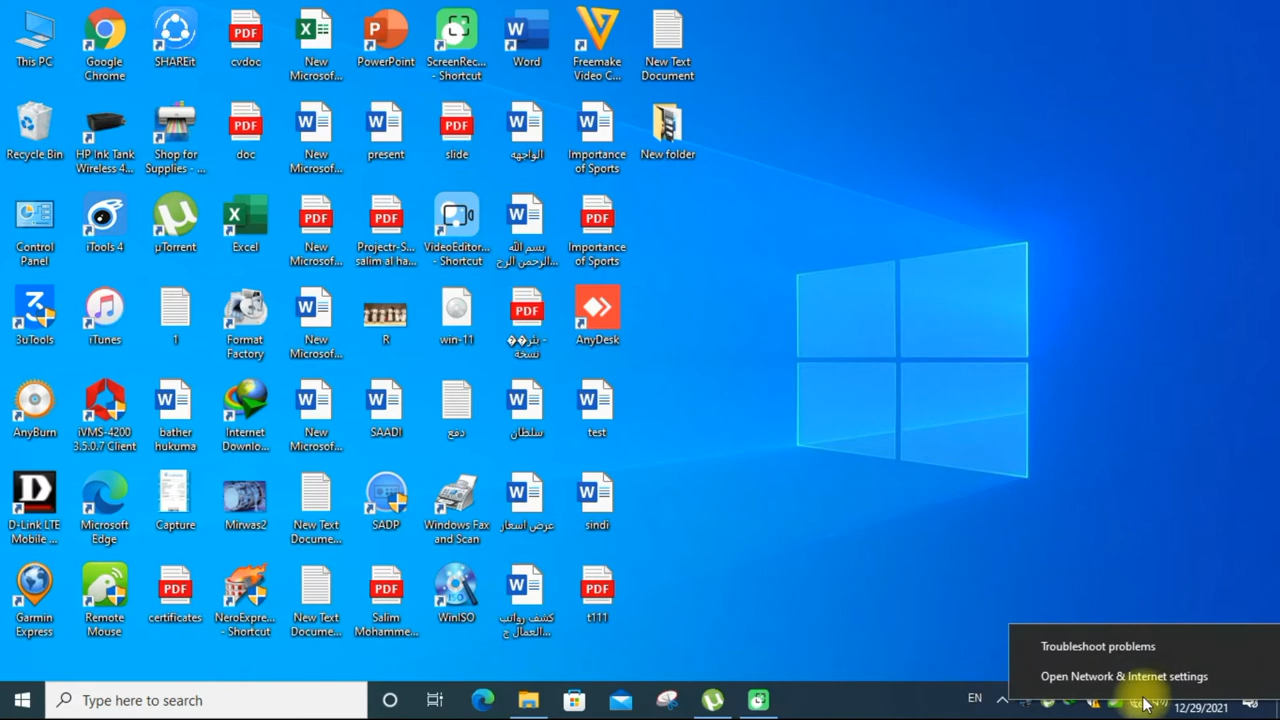 This PC
Google
Chrome
SHAREit
cvdoc
New
Microsof...
PowerPoint
ScreenRec...
- Shortcut
Word
Freemake
Video C...
New Text
Document
Recycle Bin
HP Ink Tank
Wireless 4...
Shop for
Supplies - ...
doc
New
Microsof...
present
slide
الواجهه
Importance
of Sports
New folder
Control
Panel
iTools 4
µTorrent
Excel
New
Microsof...
Projectr-S...
salim al ha...
VideoEditor...
- Shortcut
بسم الله
الرحمن الرح...
Importance
of Sports
3uTools
iTunes
1
Format
Factory
New
Microsof...
R
win-11
بئر�� -
نسخة
AnyDesk
AnyBurn
iVMS-4200
3.5.0.7 Client
bather
hukuma
Internet
Downlo...
New
Microsof...
SAADI
دفع
سلطان
test
D-Link LTE
Mobile ...
Microsoft
Edge
Capture
Mirwas2
New Text
Docume...
SADP
Windows Fax
and Scan
عرض اسعار
sindi
Garmin
Express
Remote
Mouse
certificates
NeroExpre...
- Shortcut
New Text
Docume...
Salim
Mohamme...
WinISO
كشف رواتب
العمال ج...
t111
Troubleshoot problems
Open Network & Internet settings
Type here to search
EN
12/29/2021